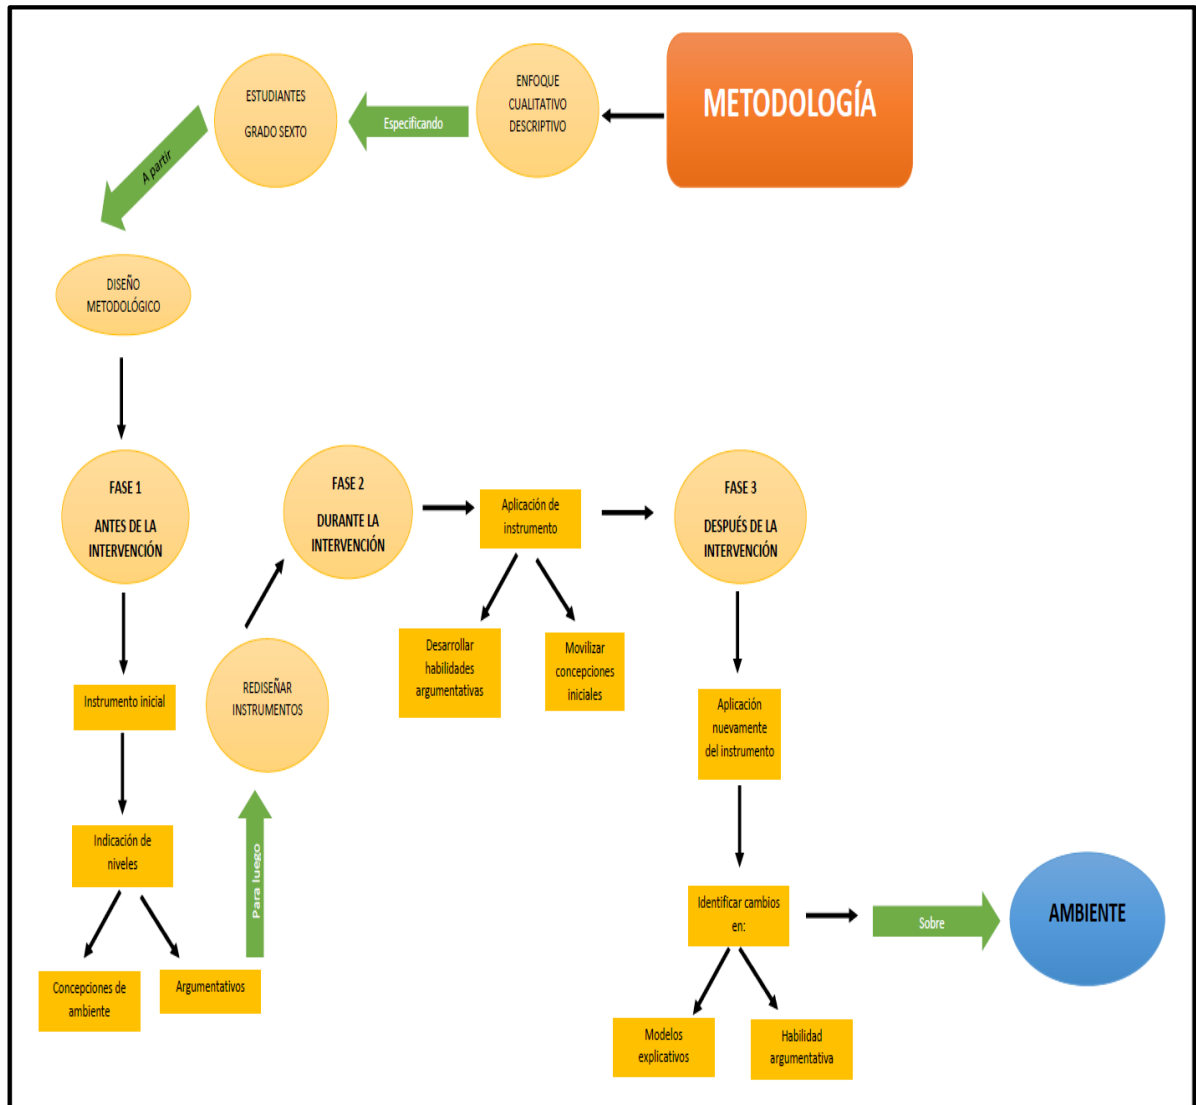 METODOLOGÍA
ENFOQUE
CUALITATIVO
DESCRIPTIVO
Especificando
ESTUDIANTES
GRADO SEXTO
A partir
DISEÑO
METODOLÓGICO
FASE 1
ANTES DE LA
INTERVENCIÓN
Instrumento inicial
Indicación de
niveles
Concepciones de
ambiente
Argumentativos
Para luego
REDISEÑAR
INSTRUMENTOS
FASE 2
DURANTE LA
INTERVENCIÓN
Aplicación de
instrumento
Desarrollar
habilidades
argumentativas
Movilizar
concepciones
iniciales
FASE 3
DESPUÉS DE LA
INTERVENCIÓN
Aplicación
nuevamente
del instrumento
Identificar cambios
en:
Modelos
explicativos
Habilidad
argumentativa
Sobre
AMBIENTE